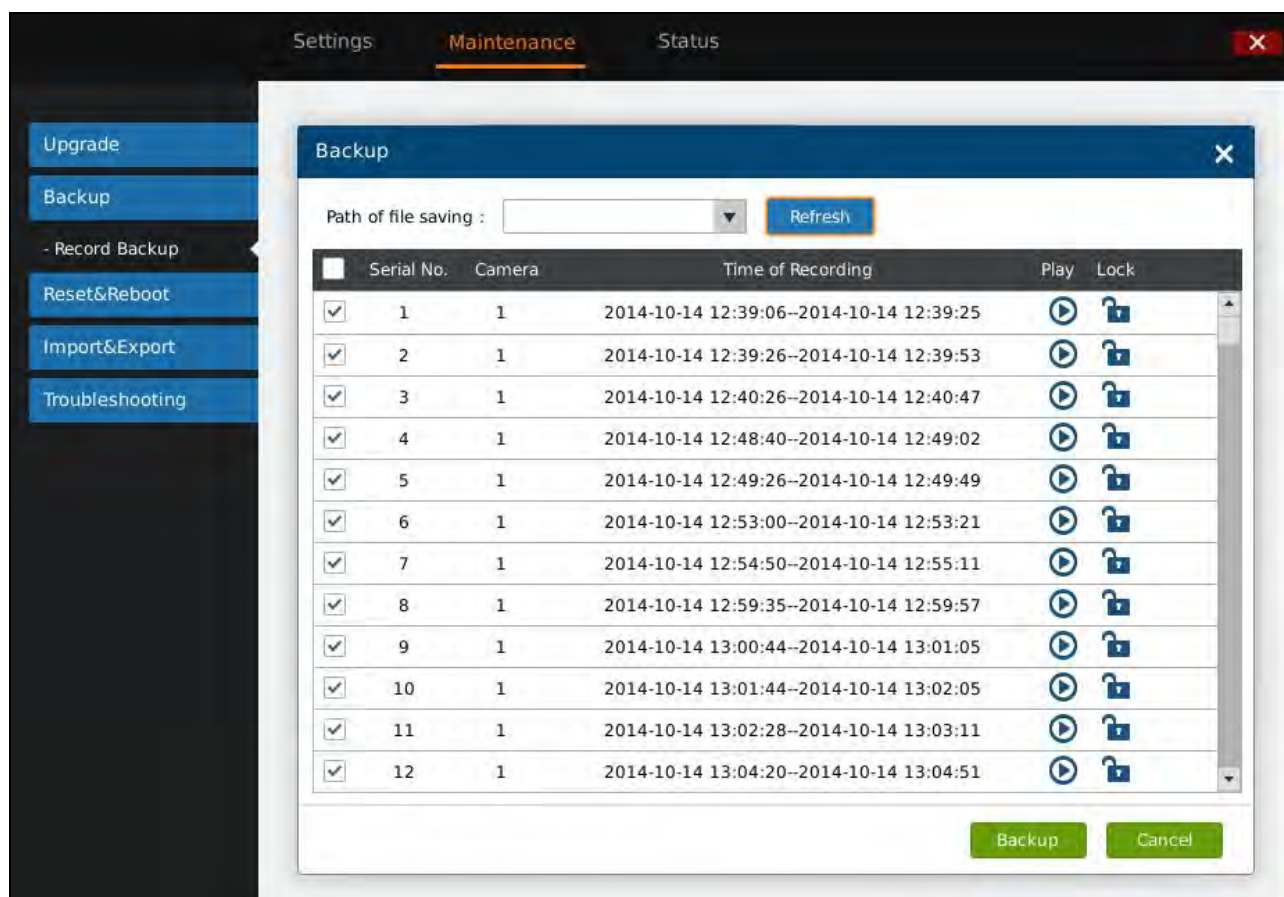 Settings Maintenance Status
Upgrade
Backup
- Record Backup
Reset&Reboot
Import&Export
Troubleshooting
Backup
Path of file saving : Refresh
Serial No. Camera Time of Recording Play Lock
1 1 2014-10-14 12:39:06--2014-10-14 12:39:25
2 1 2014-10-14 12:39:26--2014-10-14 12:39:53
3 1 2014-10-14 12:40:26--2014-10-14 12:40:47
4 1 2014-10-14 12:48:40--2014-10-14 12:49:02
5 1 2014-10-14 12:49:26--2014-10-14 12:49:49
6 1 2014-10-14 12:53:00--2014-10-14 12:53:21
7 1 2014-10-14 12:54:50--2014-10-14 12:55:11
8 1 2014-10-14 12:59:35--2014-10-14 12:59:57
9 1 2014-10-14 13:00:44--2014-10-14 13:01:05
10 1 2014-10-14 13:01:44--2014-10-14 13:02:05
11 1 2014-10-14 13:02:28--2014-10-14 13:03:11
12 1 2014-10-14 13:04:20--2014-10-14 13:04:51
Backup Cancel